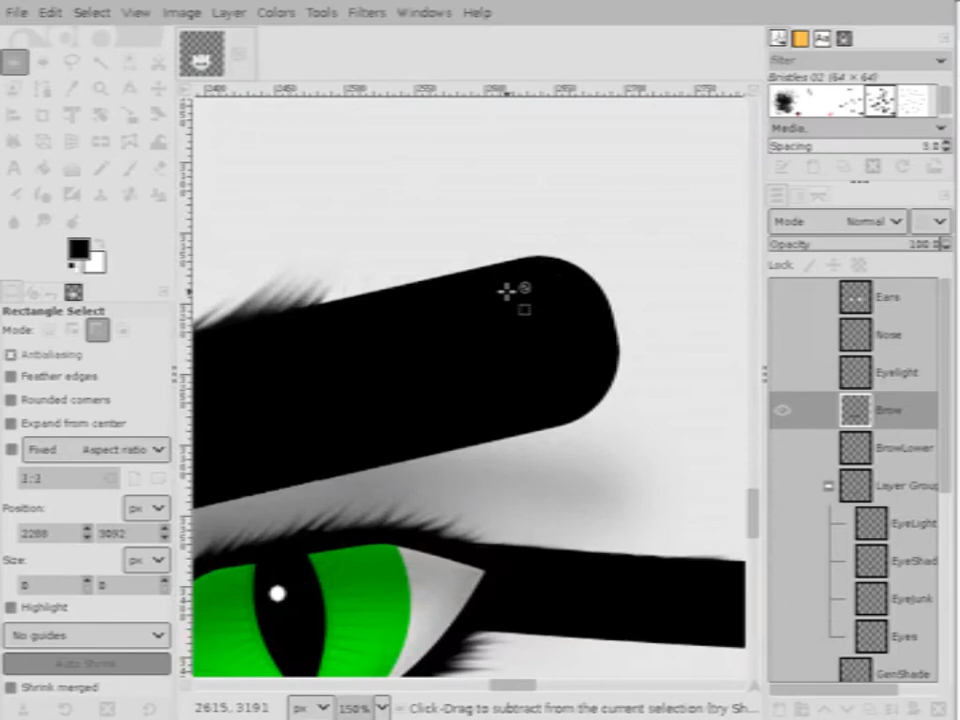 File Edit Select View Image Layer Colors Tools Filters Windows Help
filter
Bristles 02 (64 × 64)
Media,
Spacing
Mode Normal
Opacity 100.0
Lock:
Ears
Nose
Eyelight
Brow
BrowLower
Layer Grou
EyeLight
EyeShad
EyeJunk
Eyes
GenShade
Rectangle Select
Mode:
Antialiasing
Feather edges
Rounded corners
Expand from center
Fixed Aspect ratio
1:1
Position: px
2288 3092
Size: px
0 0
Highlight
No guides
Auto Shrink
Shrink merged
2615, 3191 px 150% Click-Drag to subtract from the current selection (try Sh...